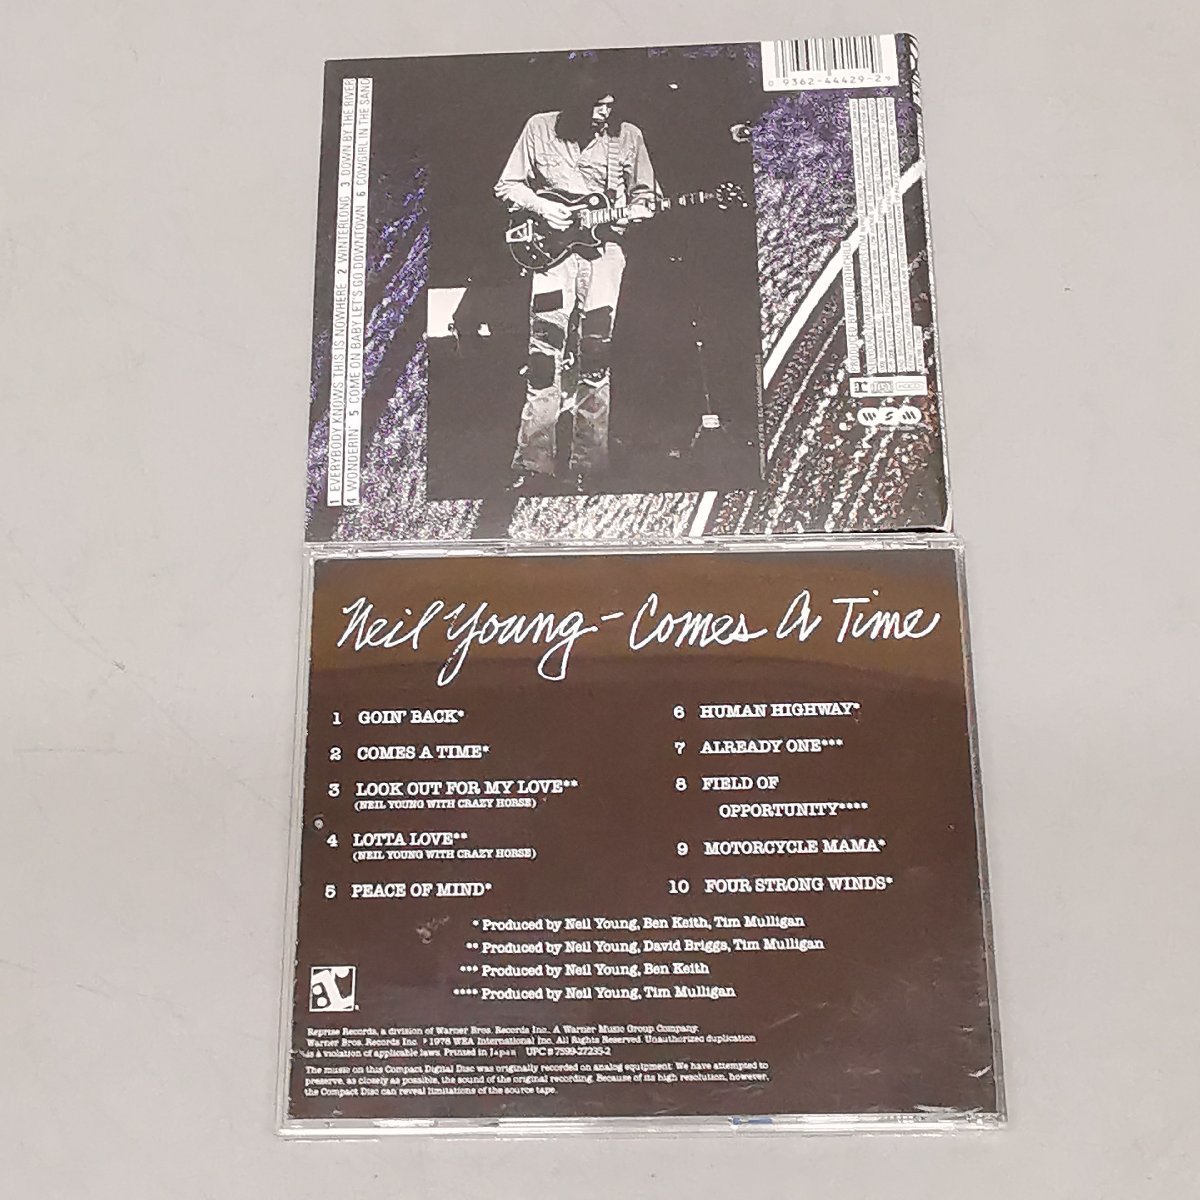 1 EVERYBODY KNOWS THIS IS NOWHERE 2 WINTERLONG 3 DOWN BY THE RIVER
4 WONDERIN' 5 COME ON BABY LET'S GO DOWNTOWN 6 COWGIRL IN THE SAND
0 9362-44429-2 9
Neil Young - Comes A Time
1 GOIN' BACK*
2 COMES A TIME*
3 LOOK OUT FOR MY LOVE**
(NEIL YOUNG WITH CRAZY HORSE)
4 LOTTA LOVE**
(NEIL YOUNG WITH CRAZY HORSE)
5 PEACE OF MIND*
6 HUMAN HIGHWAY*
7 ALREADY ONE***
8 FIELD OF
OPPORTUNITY****
9 MOTORCYCLE MAMA*
10 FOUR STRONG WINDS*
* Produced by Neil Young, Ben Keith, Tim Mulligan
** Produced by Neil Young, David Briggs, Tim Mulligan
*** Produced by Neil Young, Ben Keith
**** Produced by Neil Young, Tim Mulligan
Reprise Records, a division of Warner Bros. Records Inc., A Warner Music Group Company.
Warner Bros. Records Inc. ℗ 1978 WEA International Inc. All Rights Reserved. Unauthorized duplication
is a violation of applicable laws. Printed in Japan UPC # 7599-27235-2
The music on this Compact Digital Disc was originally recorded on analog equipment. We have attempted to
preserve, as closely as possible, the sound of the original recording. Because of its high resolution, however,
the Compact Disc can reveal limitations of the source tape.